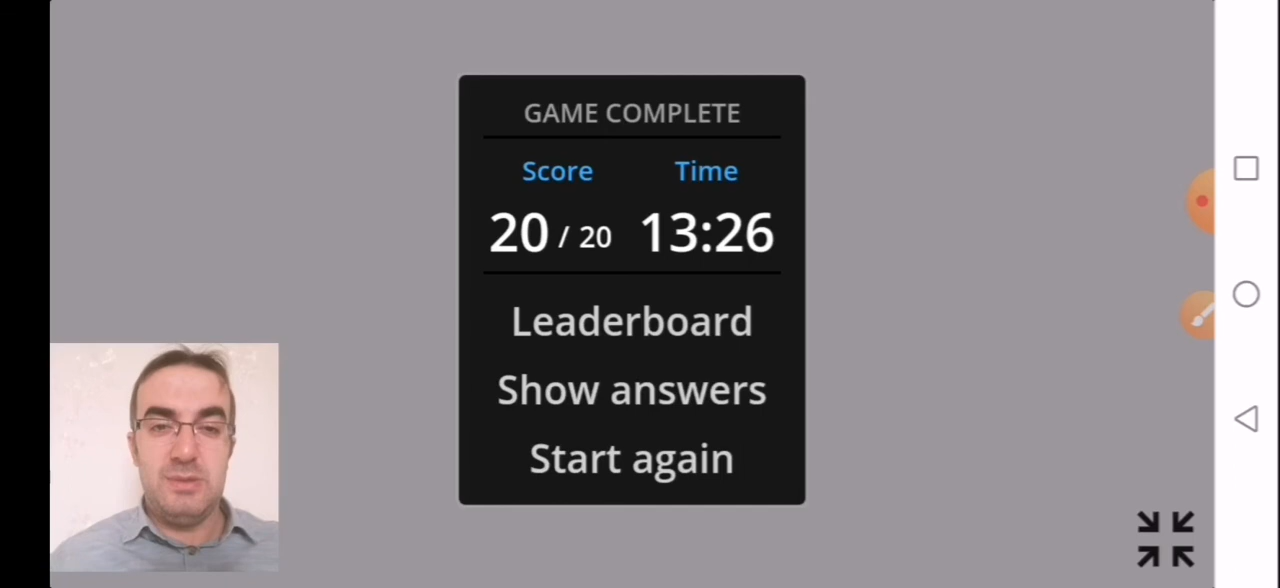 GAME COMPLETE
Score Time
20 / 20 13:26
Leaderboard
Show answers
Start again